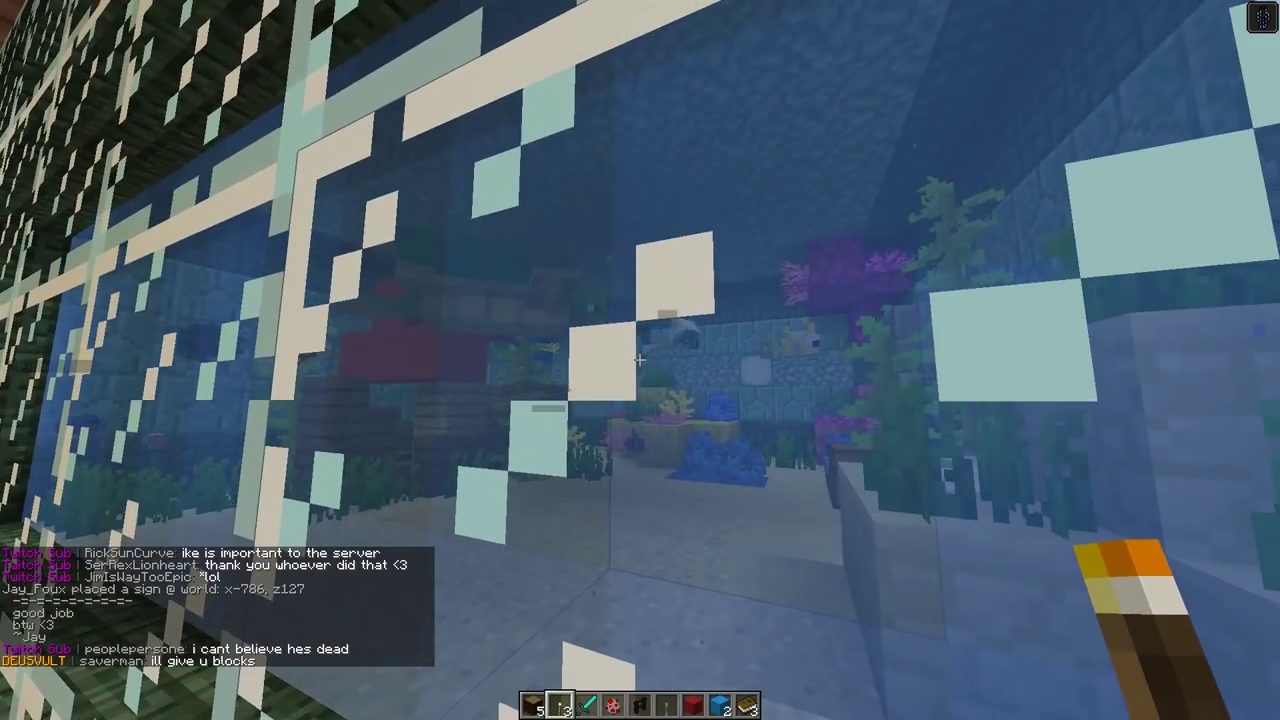 Twitch Sub | RickSunCurve: ike is important to the server
Twitch Sub | SerRexLionheart: thank you whoever did that <3
Twitch Sub | JimIsWayTooEpic: *lol
Jay_Foux placed a sign @ world: x-786, z127
-=-=-=-=-=-=-=-=-
good job
btw <3
~Jay
Twitch Sub | peoplepersone: i cant believe hes dead
DEUSVULT | saverman: ill give u blocks
5 3 2 3